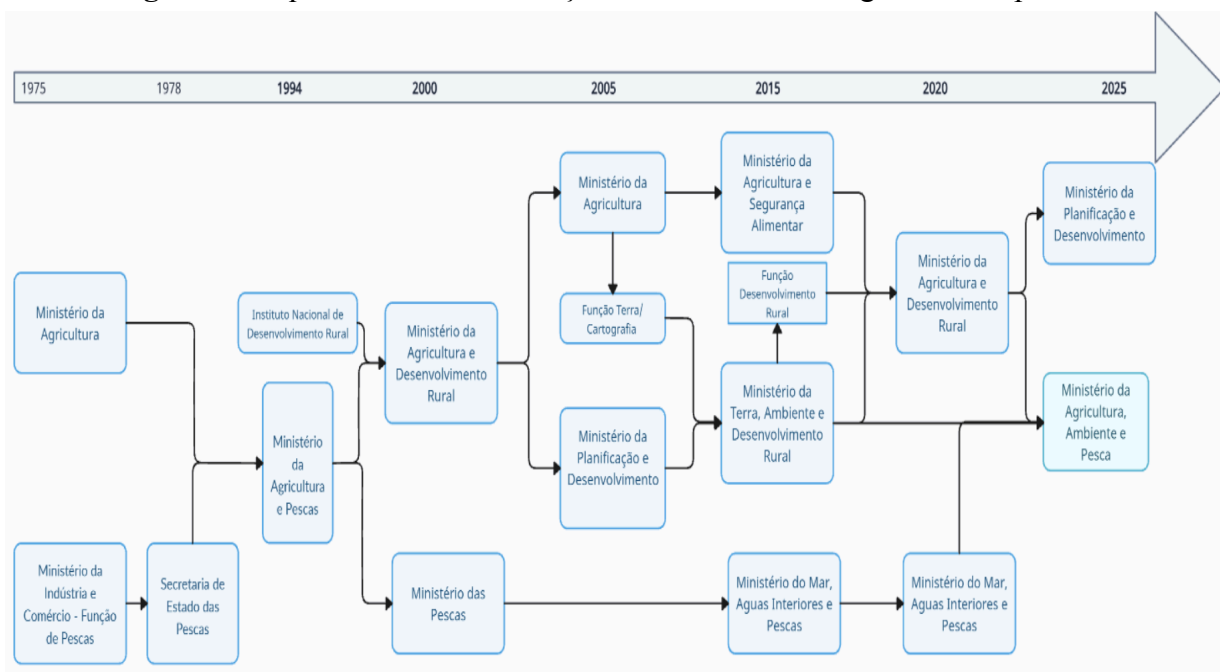 1975
1978
1994
2000
2005
2015
2020
2025
Ministério da
Agricultura
Ministério da
Indústria e
Comércio - Função
de Pescas
Secretaria de
Estado das
Pescas
Instituto Nacional de
Desenvolvimento Rural
Ministério
da
Agricultura
e Pescas
Ministério da
Agricultura e
Desenvolvimento
Rural
Ministério das
Pescas
Ministério da
Agricultura
Função Terra/
Cartografia
Ministério da
Planificação e
Desenvolvimento
Ministério da
Agricultura e
Segurança
Alimentar
Função
Desenvolvimento
Rural
Ministério da
Terra, Ambiente e
Desenvolvimento
Rural
Ministério do Mar,
Aguas Interiores e
Pescas
Ministério da
Agricultura e
Desenvolvimento
Rural
Ministério do Mar,
Aguas Interiores e
Pescas
Ministério da
Planificação e
Desenvolvimento
Ministério da
Agricultura,
Ambiente e
Pesca